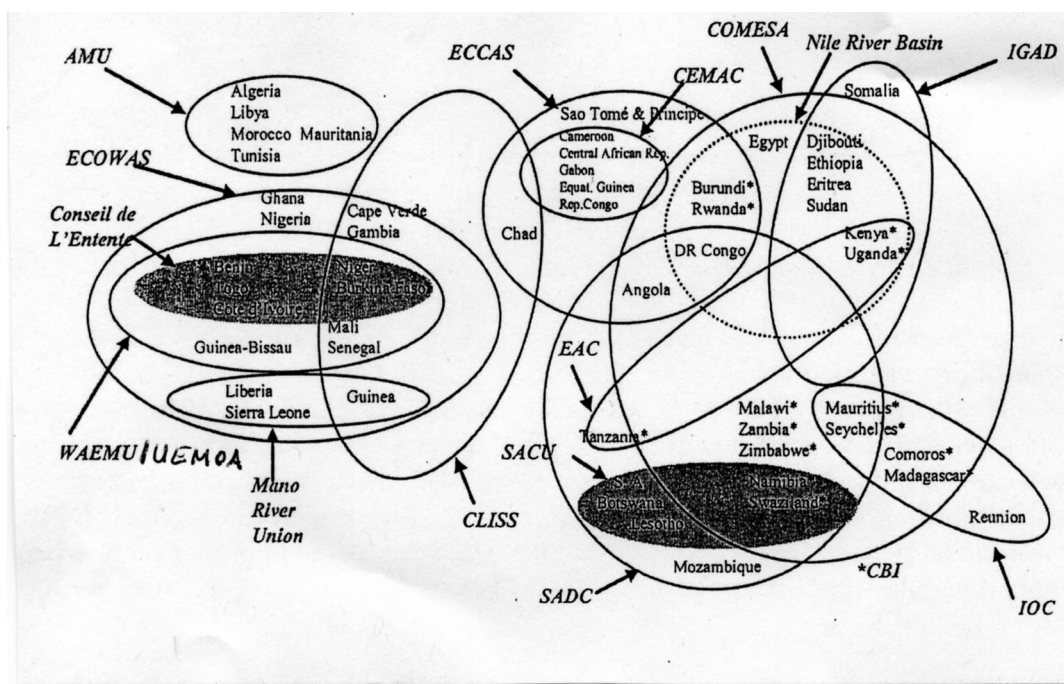 COMESA
Nile River Basin
AMU
ECCAS
CEMAC
IGAD
Algeria
Libya
Morocco Mauritania
Tunisia
Somalia
Sao Tomé & Principe
Cameroon
Central African Rep.
Gabon
Equat. Guinea
Rep.Congo
Egypt
Djibouti
Ethiopia
Eritrea
Sudan
ECOWAS
Ghana
Nigeria
Cape Verde
Gambia
Chad
Burundi*
Rwanda*
Kenya*
Uganda*
DR Congo
Angola
Conseil de
L'Entente
Benin
Togo
Cote d'Ivoire
Niger
Burkina Faso
Mali
Senegal
Guinea-Bissau
Liberia
Sierra Leone
Guinea
WAEMU/UEMOA
Mano
River
Union
CLISS
EAC
Tanzania*
SACU
Malawi*
Zambia*
Zimbabwe*
Mauritius*
Seychelles*
Comoros*
Madagascar*
Reunion
S. A.
Botswana
Lesotho
Namibia
Swaziland*
Mozambique
SADC
*CBI
IOC